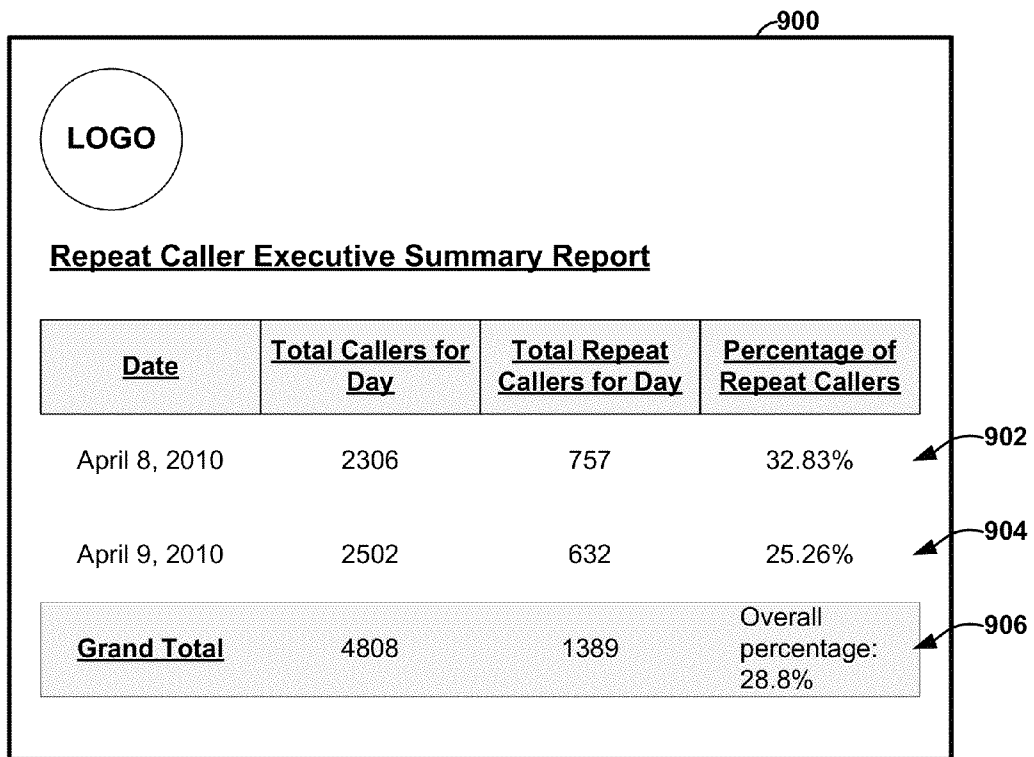 900
LOGO
Repeat Caller Executive Summary Report
Date
Total Callers for
Day
Total Repeat
Callers for Day
Percentage of
Repeat Callers
April 8, 2010 2306 757 32.83% 902
April 9, 2010 2502 632 25.26% 904
Grand Total 4808 1389
Overall
percentage:
28.8%
906